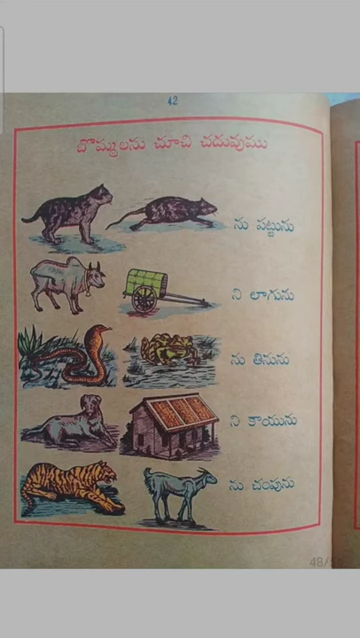 42
బొమ్మలను చూచి చదువుము
ను పట్టును
ని లాగును
ను తినును
ని కాయును
ను చంపును